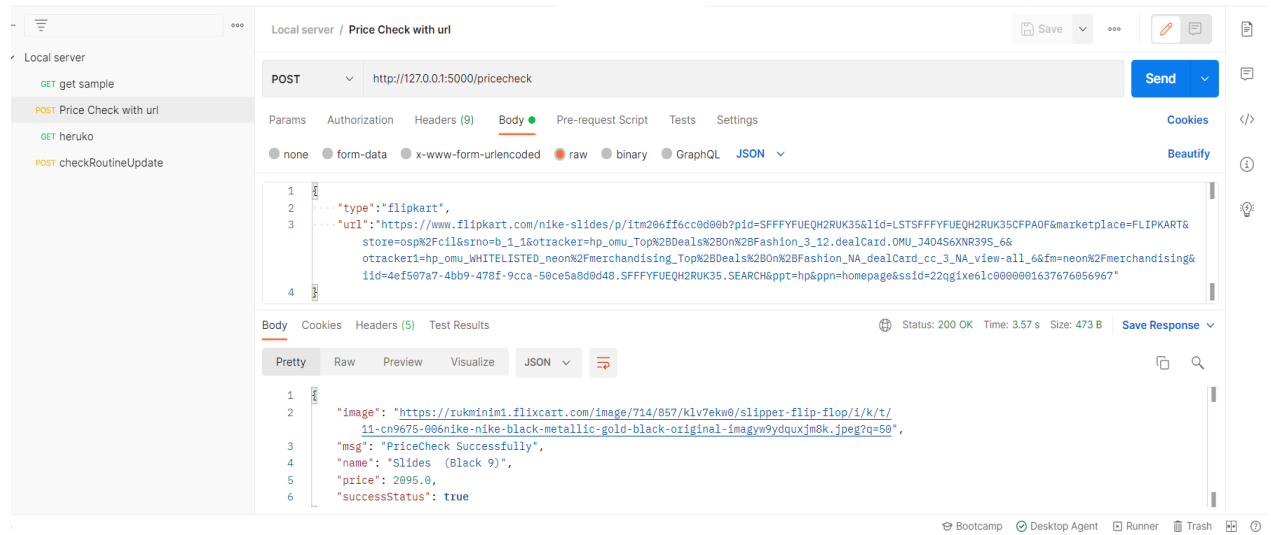 Local server / Price Check with url
Save
Local server
GET get sample
POST Price Check with url
GET heruko
POST checkRoutineUpdate
POST http://127.0.0.1:5000/pricecheck Send
Params Authorization Headers (9) Body Pre-request Script Tests Settings Cookies
none form-data x-www-form-urlencoded raw binary GraphQL JSON Beautify
1 {
2 "type":"flipkart",
3 "url":"https://www.flipkart.com/nike-slides/p/itm206ff6cc0d00b?pid=SFFFYFUEQH2RUK35&lid=LSTSFFFYFUEQH2RUK35CFPAOF&marketplace=FLIPKART&
store=osp%2Fcil&srno=b_1_1&otracker=hp_omu_Top%2BDeals%2BOn%2BFashion_3_12.dealCard.OMU_J4O4S6XNR39S_6&
otracker1=hp_omu_WHITELISTED_neon%2Fmerchandising_Top%2BDeals%2BOn%2BFashion_NA_dealCard_cc_3_NA_view-all_6&fm=neon%2Fmerchandising&
iid=4ef507a7-4bb9-478f-9cca-50ce5a8d0d48.SFFFYFUEQH2RUK35.SEARCH&ppt=hp&ppn=homepage&ssid=22qgixe6lc0000001637676056967"
4 }
Body Cookies Headers (5) Test Results Status: 200 OK Time: 3.57 s Size: 473 B Save Response
Pretty Raw Preview Visualize JSON
1 {
2 "image": "https://rukminim1.flixcart.com/image/714/857/klv7ekw0/slipper-flip-flop/i/k/t/
11-cn9675-006nike-nike-black-metallic-gold-black-original-imagyw9ydquxjm8k.jpeg?q=50",
3 "msg": "PriceCheck Successfully",
4 "name": "Slides  (Black 9)",
5 "price": 2095.0,
6 "successStatus": true
Bootcamp Desktop Agent Runner Trash